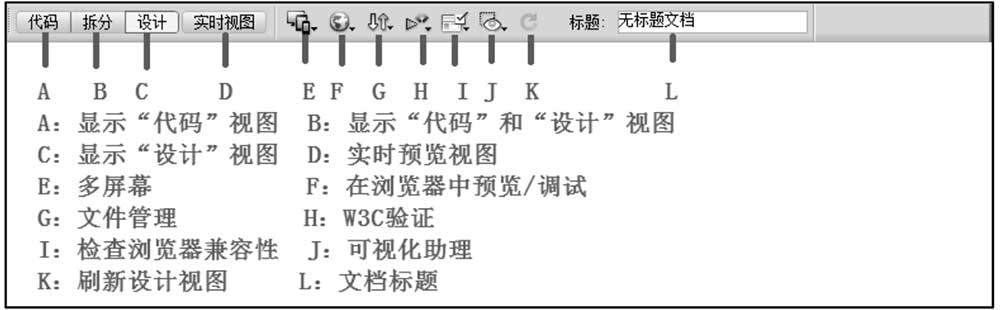 代码 拆分 设计 实时视图 标题: 无标题文档
A B C D E F G H I J K L
A: 显示“代码”视图 B: 显示“代码”和“设计”视图
C: 显示“设计”视图 D: 实时预览视图
E: 多屏幕 F: 在浏览器中预览/调试
G: 文件管理 H: W3C验证
I: 检查浏览器兼容性 J: 可视化助理
K: 刷新设计视图 L: 文档标题